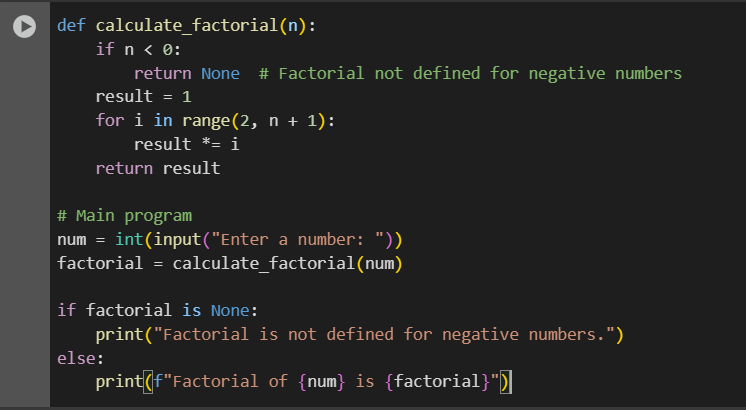 def calculate_factorial(n):
    if n < 0:
        return None  # Factorial not defined for negative numbers
    result = 1
    for i in range(2, n + 1):
        result *= i
    return result

# Main program
num = int(input("Enter a number: "))
factorial = calculate_factorial(num)

if factorial is None:
    print("Factorial is not defined for negative numbers.")
else:
    print(f"Factorial of {num} is {factorial}")